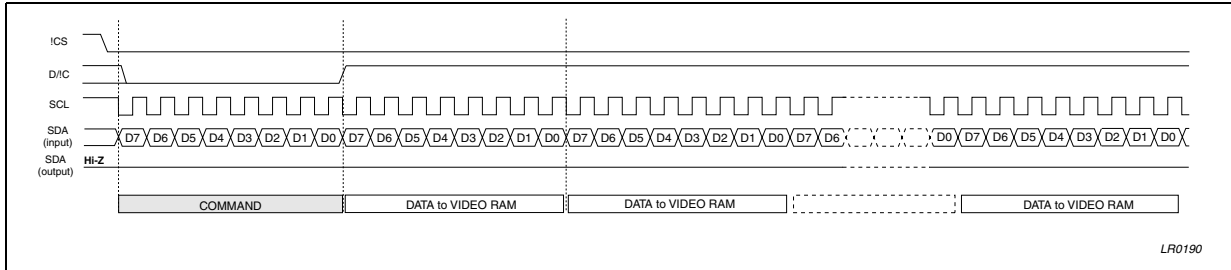 !CS
D/!C
SCL
SDA (input) D7 D6 D5 D4 D3 D2 D1 D0 D7 D6 D5 D4 D3 D2 D1 D0 D7 D6 D5 D4 D3 D2 D1 D0 D7 D6 D0 D7 D6 D5 D4 D3 D2 D1 D0
SDA (output) Hi-Z
COMMAND DATA to VIDEO RAM DATA to VIDEO RAM DATA to VIDEO RAM
LR0190